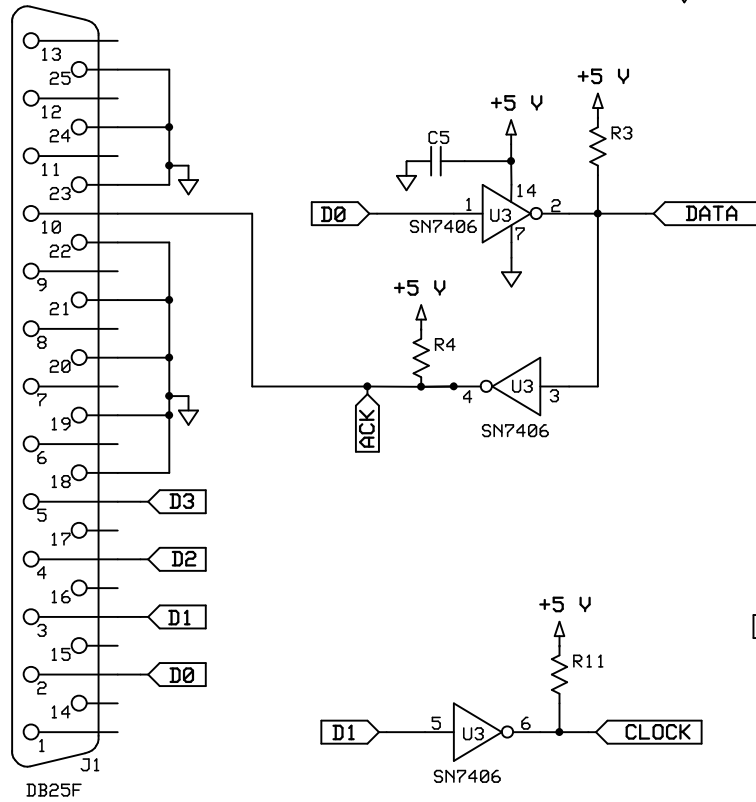 13
25
12
24
11
23
10
22
9
21
8
20
7
19
6
18
5
D3
17
4
D2
16
3
D1
15
2
D0
14
1
J1
DB25F
+5 V
+5 V
C5
R3
14
D0
1
U3
2
DATA
SN7406
7
+5 V
R4
4
U3
3
ACK
SN7406
+5 V
R11
D1
5
U3
6
CLOCK
SN7406